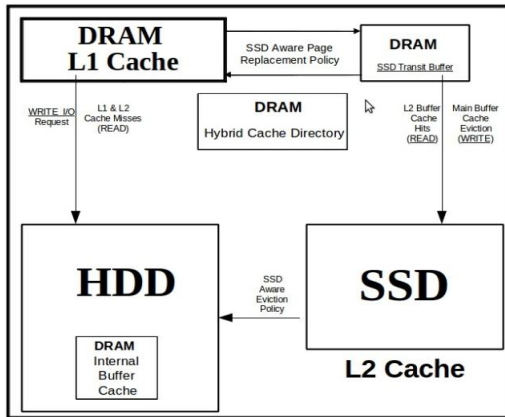 DRAM
L1 Cache
SSD Aware Page
Replacement Policy
DRAM
SSD Transit Buffer
WRITE I/O
Request
L1 & L2
Cache Misses
(READ)
DRAM
Hybrid Cache Directory
L2 Buffer
Cache
Hits
(READ)
Main Buffer
Cache
Eviction
(WRITE)
HDD
DRAM
Internal
Buffer
Cache
SSD
Aware
Eviction
Policy
SSD
L2 Cache